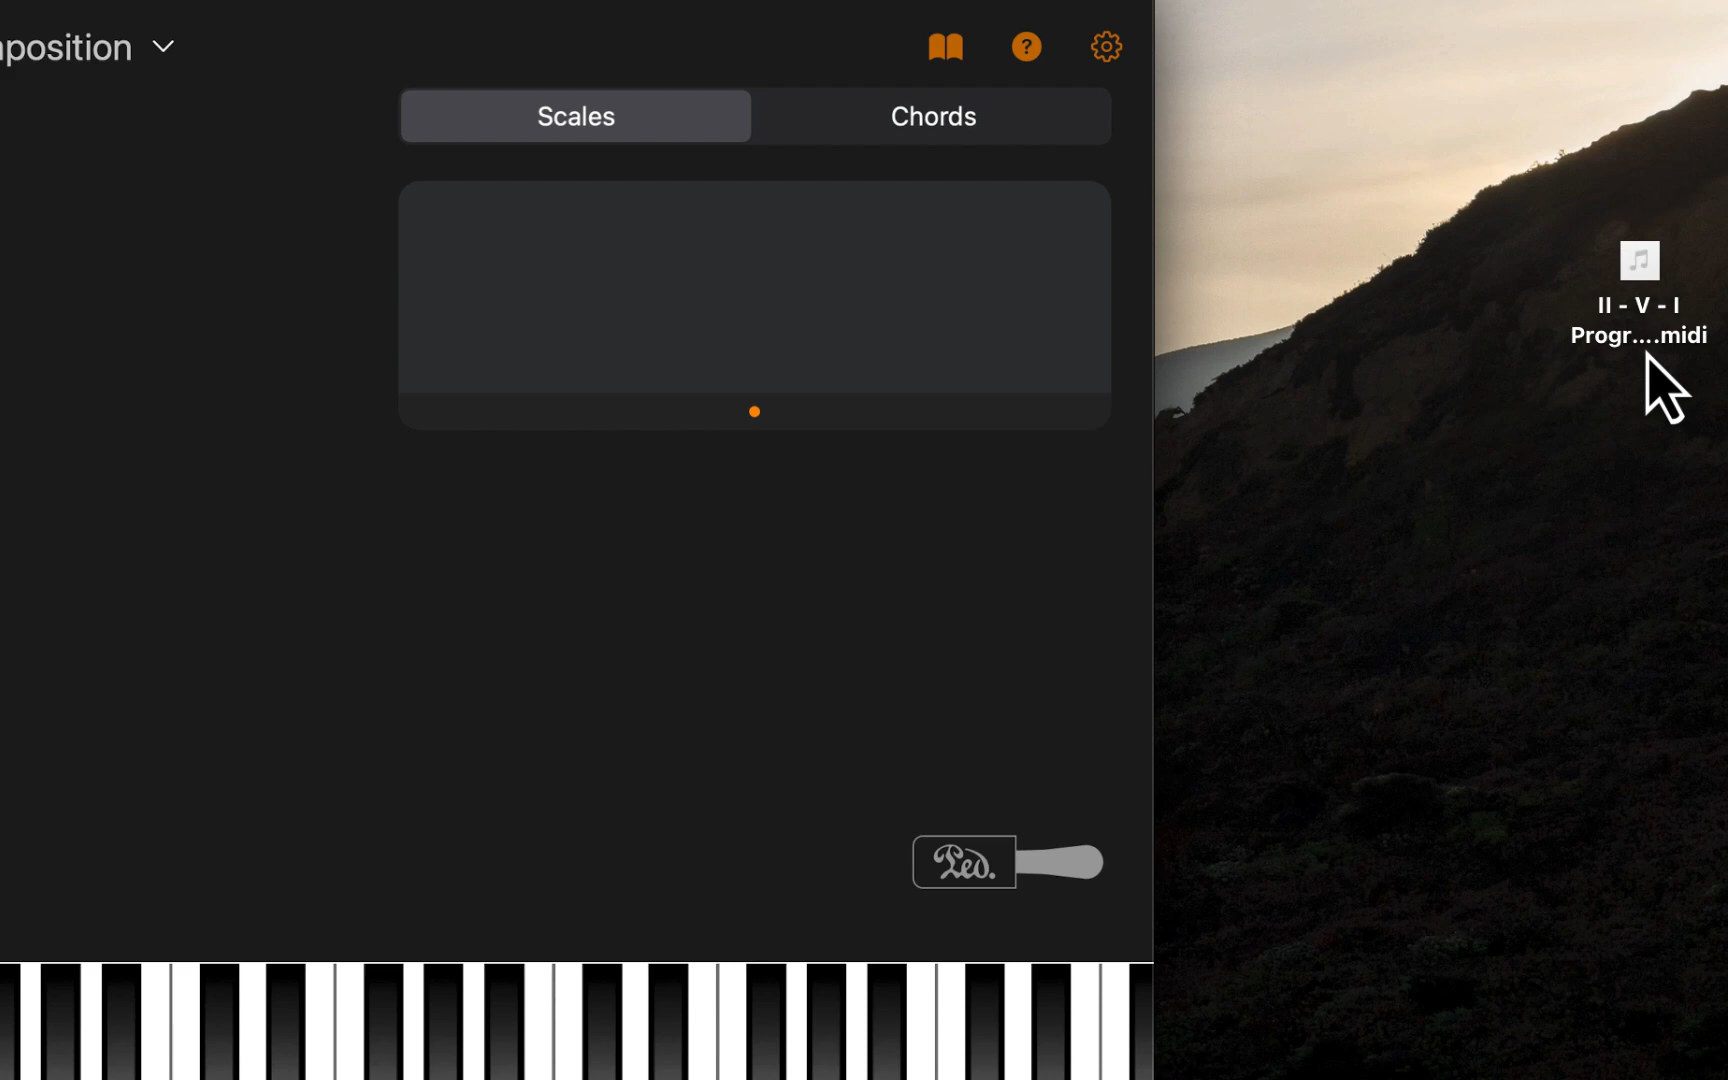 position
?
Scales
Chords
II - V - I
Progr....midi
Ped.